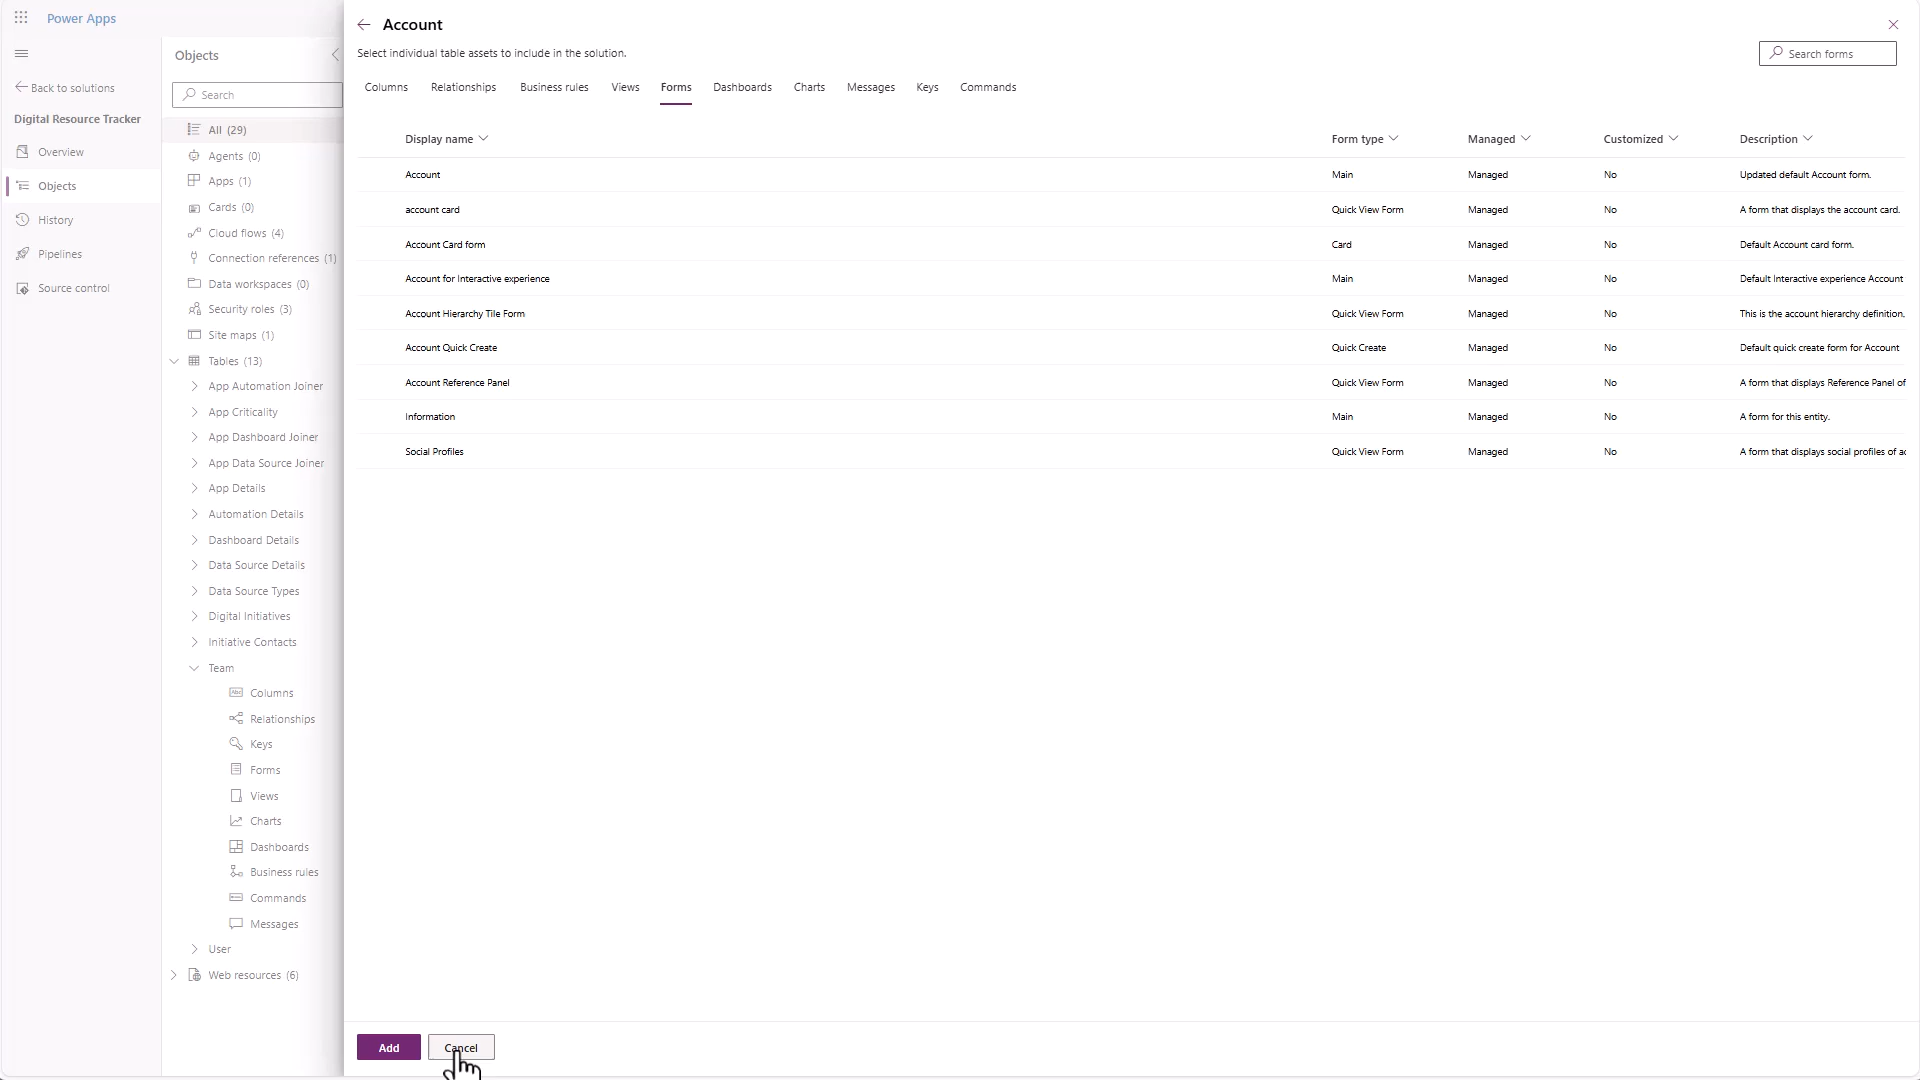 Power Apps
Back to solutions
Digital Resource Tracker
Overview
Objects
History
Pipelines
Source control
Objects
Search
All (29)
Agents (0)
Apps (1)
Cards (0)
Cloud flows (4)
Connection references (1)
Data workspaces (0)
Security roles (3)
Site maps (1)
Tables (13)
App Automation Joiner
App Criticality
App Dashboard Joiner
App Data Source Joiner
App Details
Automation Details
Dashboard Details
Data Source Details
Data Source Types
Digital Initiatives
Initiative Contacts
Team
Columns
Relationships
Keys
Forms
Views
Charts
Dashboards
Business rules
Commands
Messages
User
Web resources (6)
Account
Select individual table assets to include in the solution.
Search forms
Columns Relationships Business rules Views Forms Dashboards Charts Messages Keys Commands
Display name Form type Managed Customized Description
Account Main Managed No Updated default Account form.
account card Quick View Form Managed No A form that displays the account card.
Account Card form Card Managed No Default Account card form.
Account for Interactive experience Main Managed No Default Interactive experience Account
Account Hierarchy Tile Form Quick View Form Managed No This is the account hierarchy definition.
Account Quick Create Quick Create Managed No Default quick create form for Account
Account Reference Panel Quick View Form Managed No A form that displays Reference Panel of
Information Main Managed No A form for this entity.
Social Profiles Quick View Form Managed No A form that displays social profiles of
Add Cancel